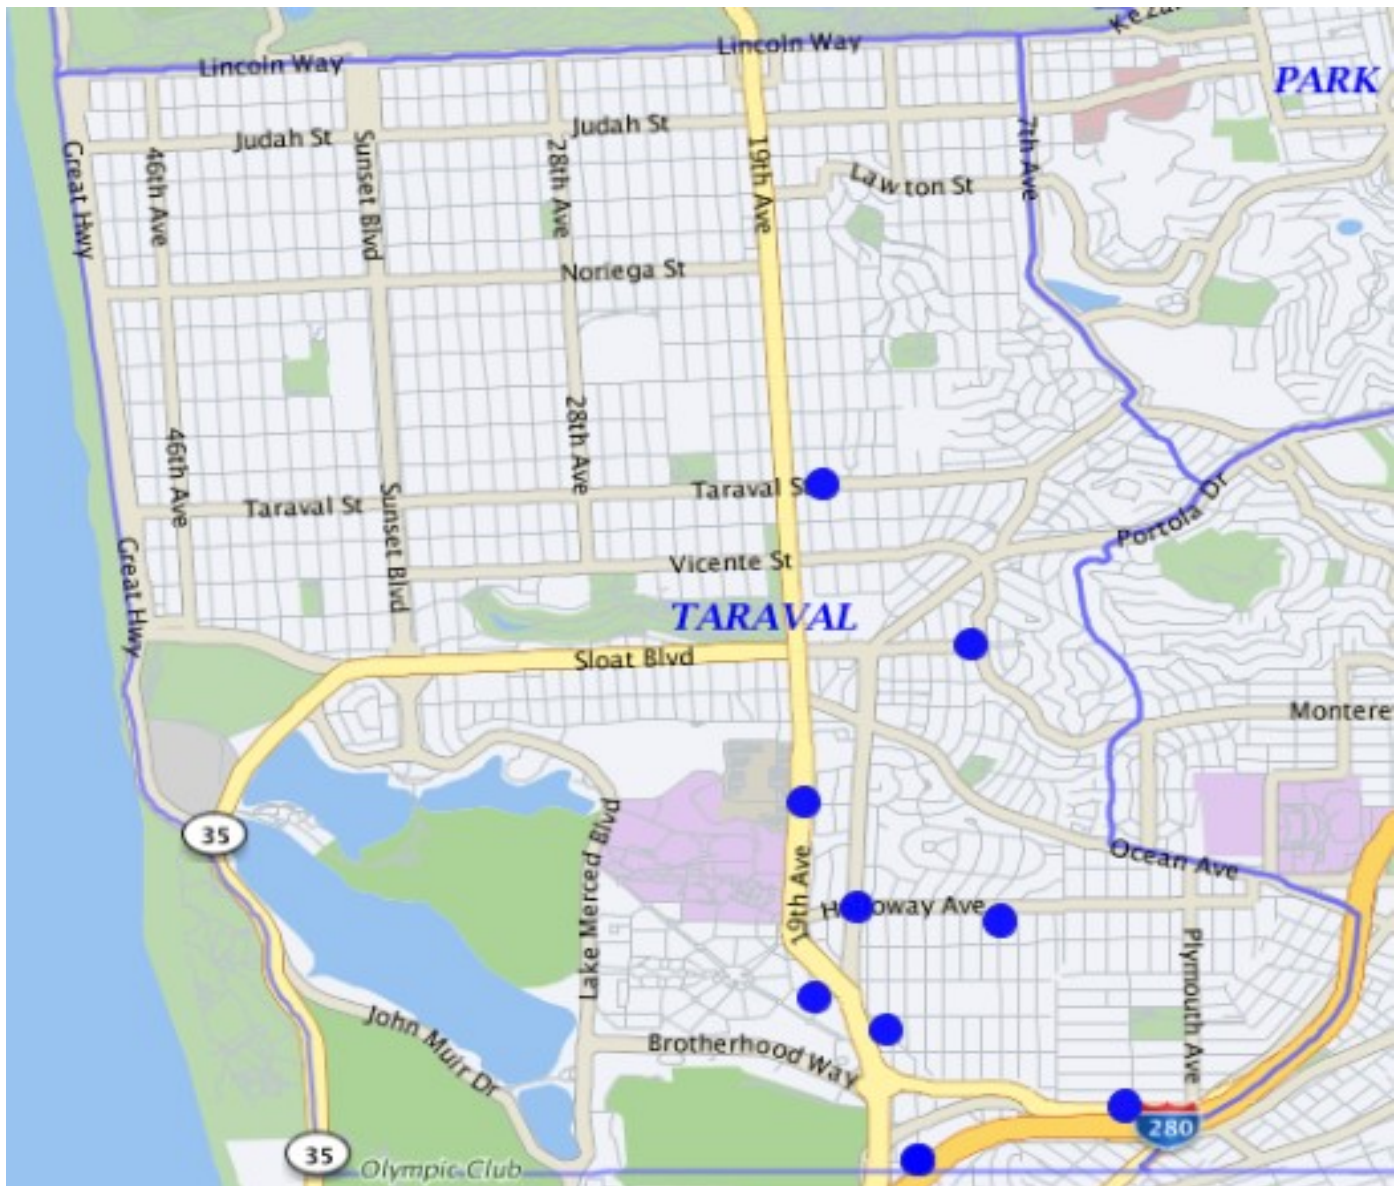 Kezar
Lincoln Way
Lincoln Way
PARK
Judah St
Judah St
Great Hwy
46th Ave
Sunset Blvd
28th Ave
19th Ave
7th Ave
Lawton St
Noriega St
46th Ave
28th Ave
Taraval St
Taraval S
Sunset Blvd
Portola Dr
Great Hwy
Vicente St
TARAVAL
Sloat Blvd
Montere
35
Lake Merced Blvd
19th Ave
Ocean Ave
H lloway Ave
Plymouth Ave
John Muir Dr
Brotherhood Way
280
35
Olympic Club